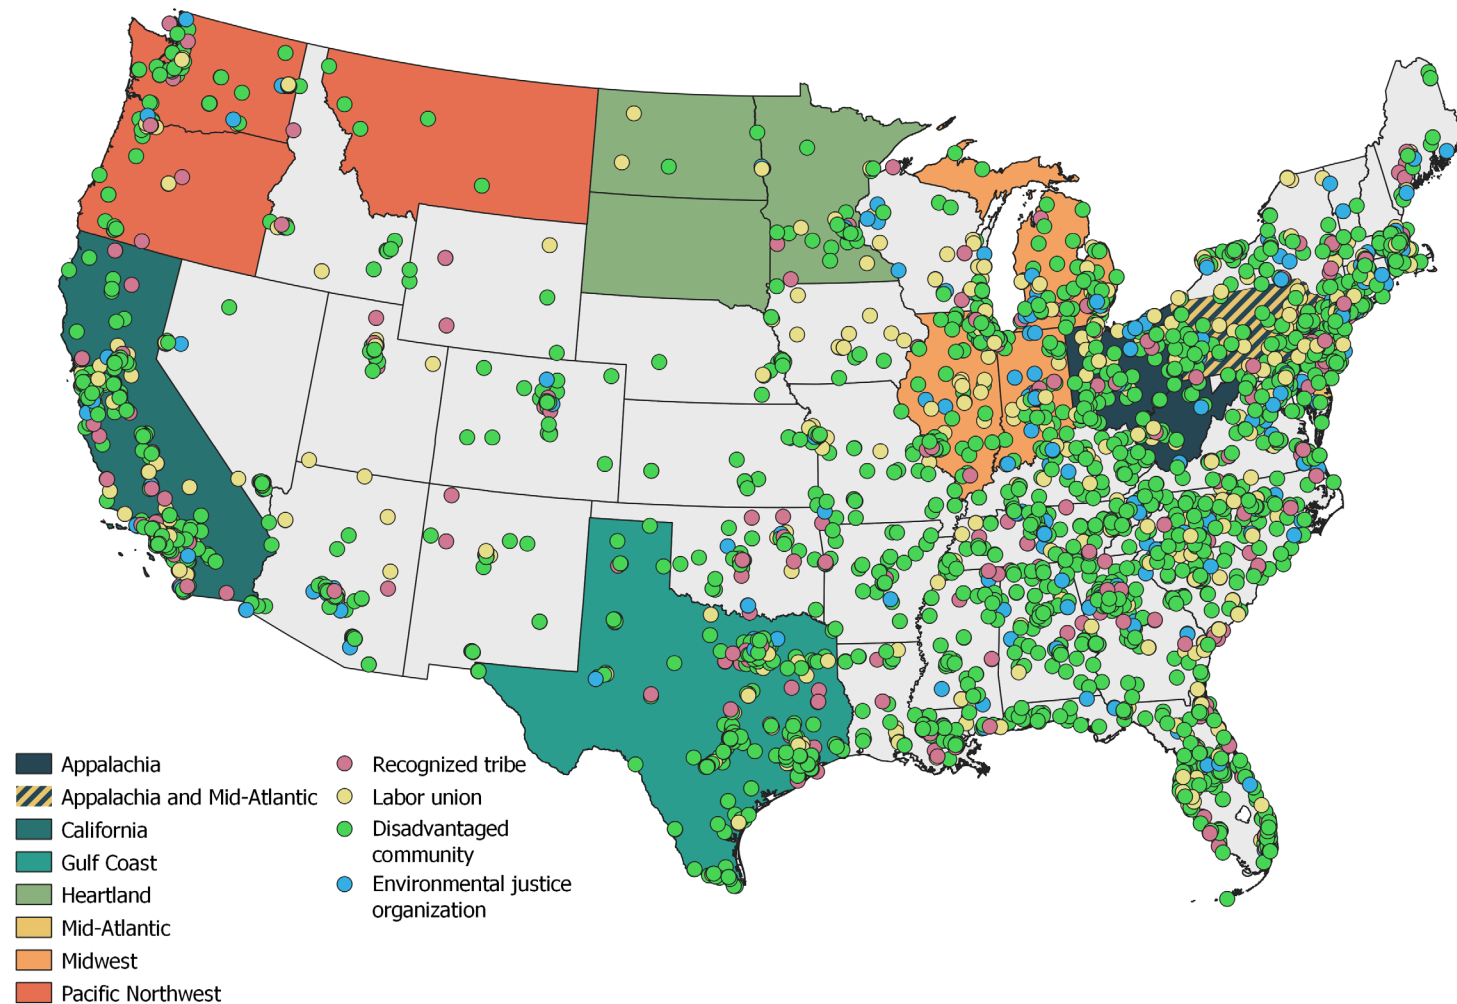 Appalachia
Appalachia and Mid-Atlantic
California
Gulf Coast
Heartland
Mid-Atlantic
Midwest
Pacific Northwest
Recognized tribe
Labor union
Disadvantaged
community
Environmental justice
organization